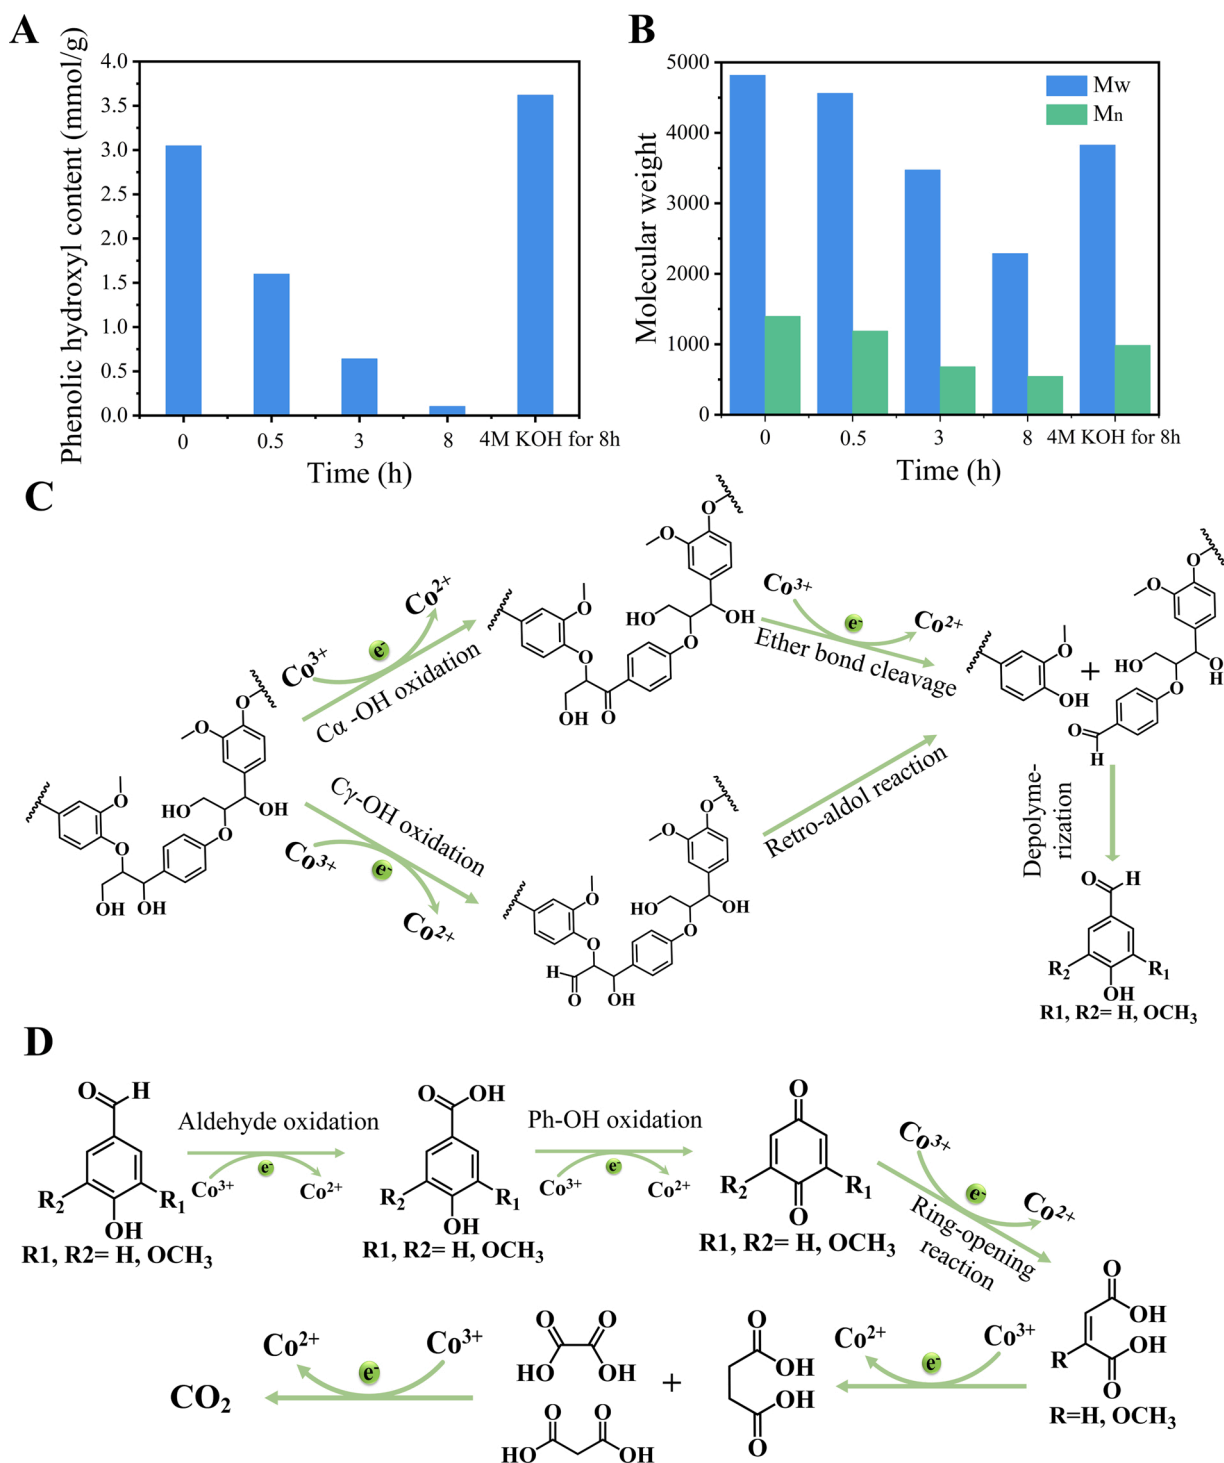 A
Phenolic hydroxyl content (mmol/g)
4.0
3.5
3.0
2.5
2.0
1.5
1.0
0.5
0.0
0 0.5 3 8 4M KOH for 8h
Time (h)
B
Molecular weight
5000
4000
3000
2000
1000
0
Mw
Mn
0 0.5 3 8 4M KOH for 8h
Time (h)
C
O
O
HO OH
O
O
OH OH
Co³⁺ e⁻ Co²⁺
Cα -OH oxidation
Cγ-OH oxidation
Co³⁺ e⁻ Co²⁺
O
O
HO OH
O
O
O
OH O
Co³⁺ e⁻ Co²⁺
Ether bond cleavage
O
O
HO OH
O
O
O
H
O OH
Retro-aldol reaction
O
OH
+
O
O
HO OH
O
O
H
Depolyme-
rization
O H
R₂ R₁
OH
R1, R2= H, OCH₃
D
O H
R₂ R₁
OH
R1, R2= H, OCH₃
Aldehyde oxidation
Co³⁺ e⁻ Co²⁺
O OH
R₂ R₁
OH
R1, R2= H, OCH₃
Ph-OH oxidation
Co³⁺ e⁻ Co²⁺
O
R₂ R₁
O
R1, R2= H, OCH₃
Co³⁺ e⁻ Co²⁺
Ring-opening
reaction
O
OH
OH
R
O
R=H, OCH₃
Co²⁺ e⁻ Co³⁺
O
OH
OH
O
+
O O
HO OH
O O
HO OH
Co²⁺ e⁻ Co³⁺
CO₂